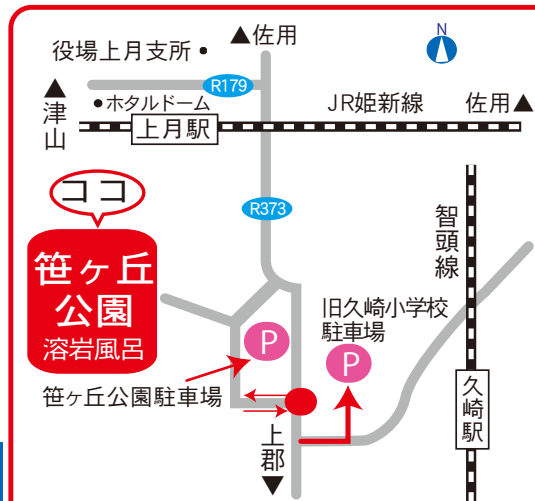 役場上月支所 •
▲佐用
N
R179
▲津山
•ホタルドーム
JR姫新線
佐用▲
上月駅
ココ
R373
智頭線
笹ヶ丘
公園
溶岩風呂
旧久崎小学校
駐車場
P
P
笹ヶ丘公園駐車場
久崎駅
上郡▼